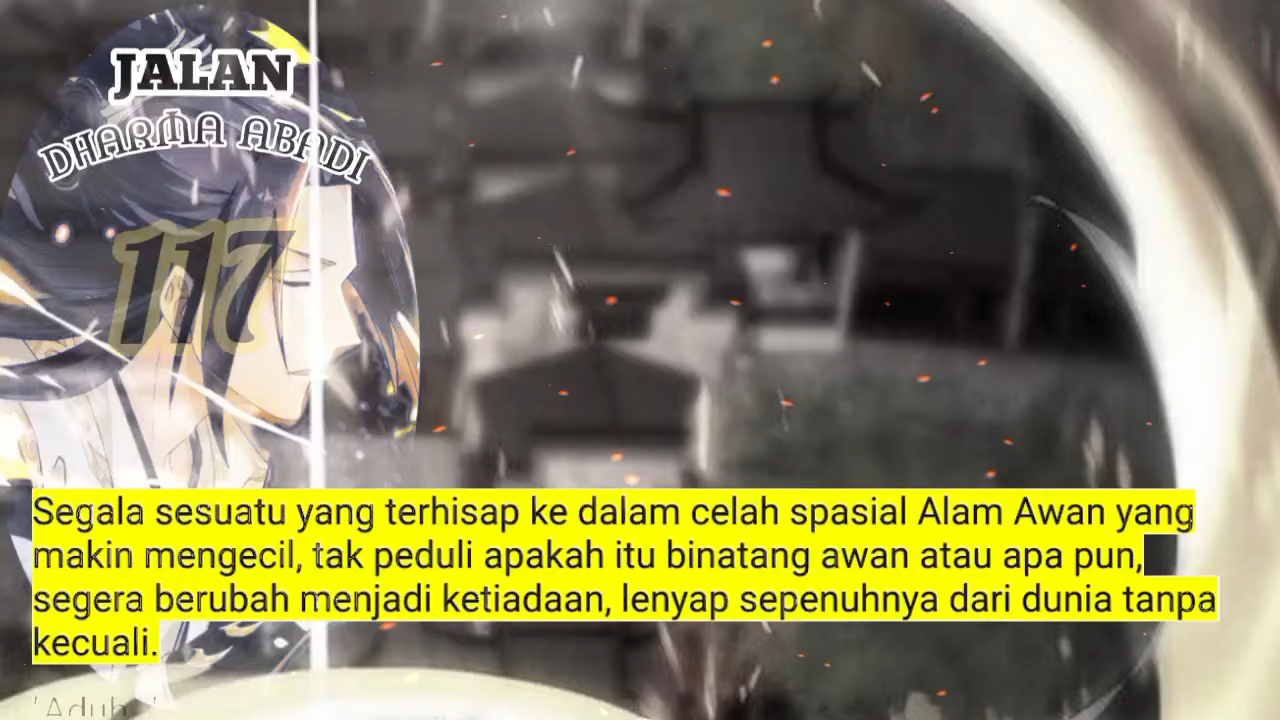 JALAN
DHARMA ABADI
117
Segala sesuatu yang terhisap ke dalam celah spasial Alam Awan yang
makin mengecil, tak peduli apakah itu binatang awan atau apa pun,
segera berubah menjadi ketiadaan, lenyap sepenuhnya dari dunia tanpa
kecuali.